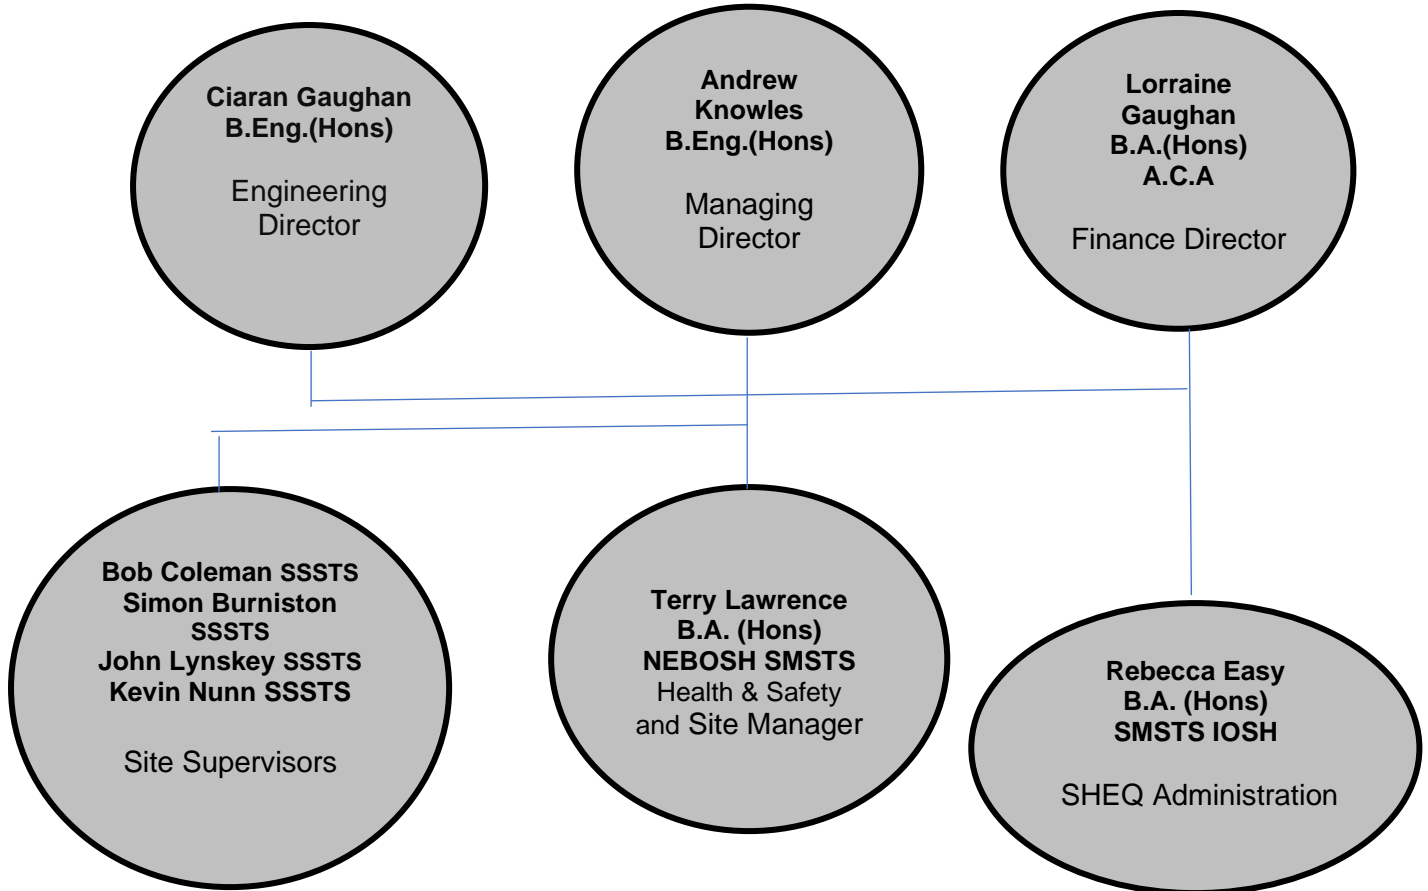 Ciaran Gaughan
B.Eng.(Hons)
Engineering
Director
Andrew
Knowles
B.Eng.(Hons)
Managing
Director
Lorraine
Gaughan
B.A.(Hons)
A.C.A
Finance Director
Bob Coleman SSSTS
Simon Burniston
SSSTS
John Lynskey SSSTS
Kevin Nunn SSSTS
Site Supervisors
Terry Lawrence
B.A. (Hons)
NEBOSH SMSTS
Health & Safety
and Site Manager
Rebecca Easy
B.A. (Hons)
SMSTS IOSH
SHEQ Administration